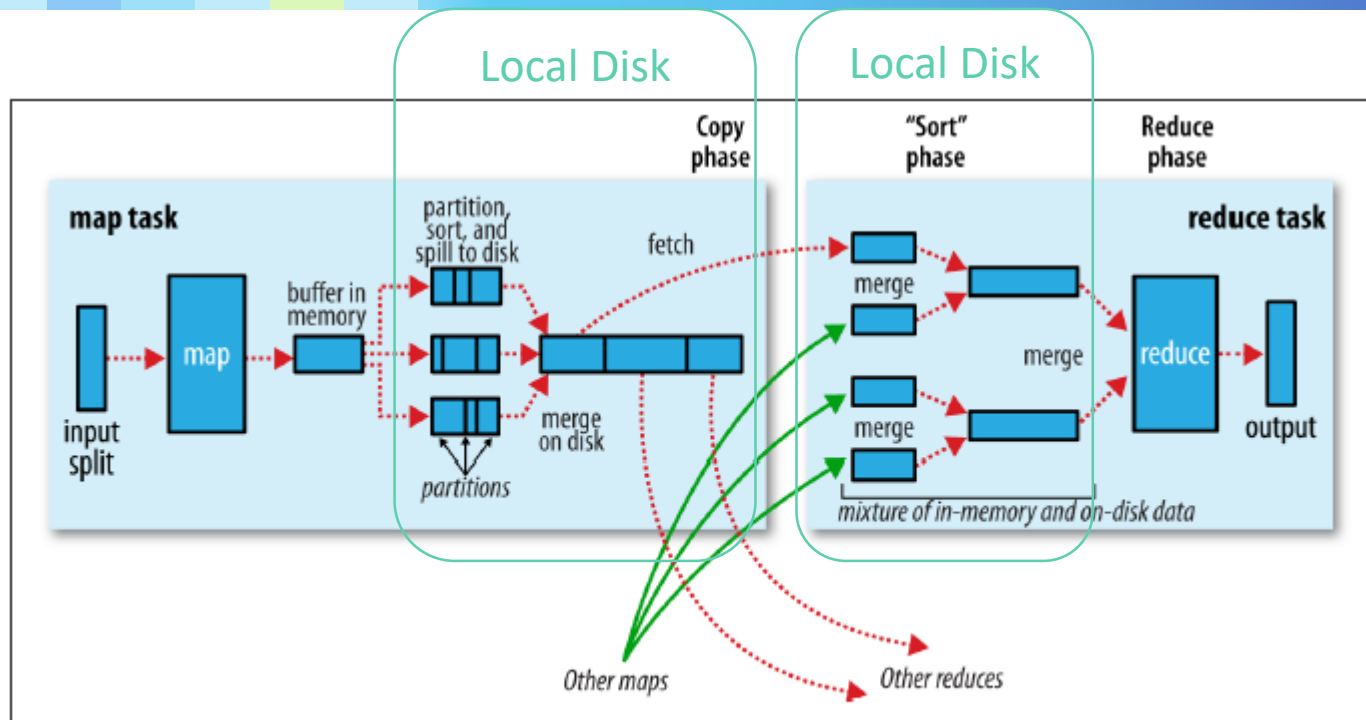 Local Disk
Local Disk
Copy
phase
“Sort”
phase
Reduce
phase
map task
partition,
sort, and
spill to disk
fetch
reduce task
buffer in
memory
merge
map
merge
reduce
input
split
merge
on disk
merge
output
partitions
mixture of in-memory and on-disk data
Other maps
Other reduces